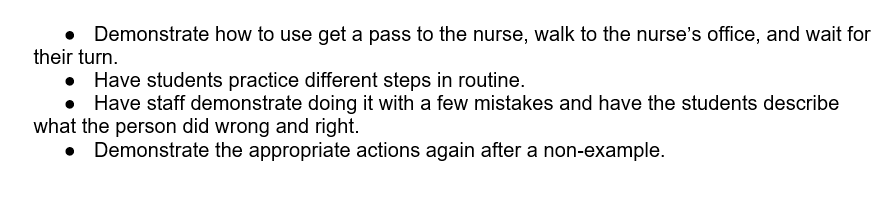 ● Demonstrate how to use get a pass to the nurse, walk to the nurse’s office, and wait for
their turn.
● Have students practice different steps in routine.
● Have staff demonstrate doing it with a few mistakes and have the students describe
what the person did wrong and right.
● Demonstrate the appropriate actions again after a non-example.